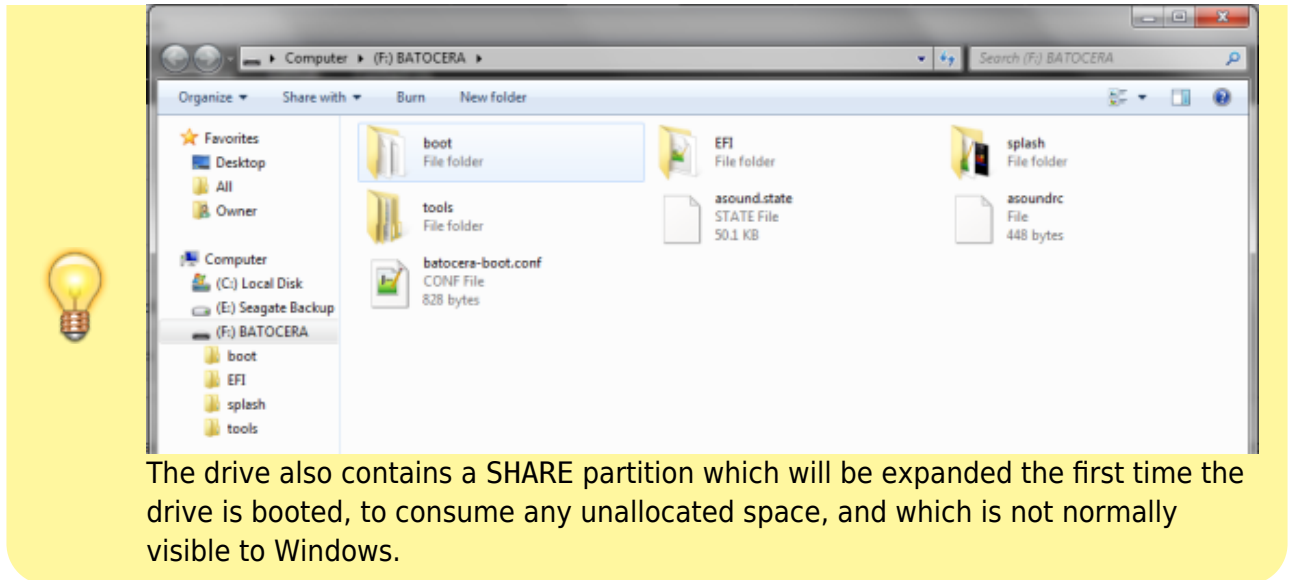 Computer ▸ (F:) BATOCERA ▸
Search (F:) BATOCERA
Organize ▾ Share with ▾ Burn New folder
Favorites
Desktop
All
Owner
Computer
(C:) Local Disk
(E:) Seagate Backup
(F:) BATOCERA
boot
EFI
splash
tools
boot
File folder
EFI
File folder
splash
File folder
tools
File folder
asound.state
STATE File
50.1 KB
asoundrc
File
448 bytes
batocera-boot.conf
CONF File
828 bytes
The drive also contains a SHARE partition which will be expanded the first time the
drive is booted, to consume any unallocated space, and which is not normally
visible to Windows.